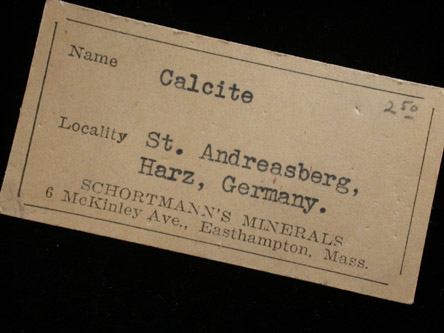 Name Calcite 2 50
Locality St. Andreasberg,
Harz, Germany.
SCHORTMANN'S MINERALS
6 McKinley Ave., Easthampton, Mass.